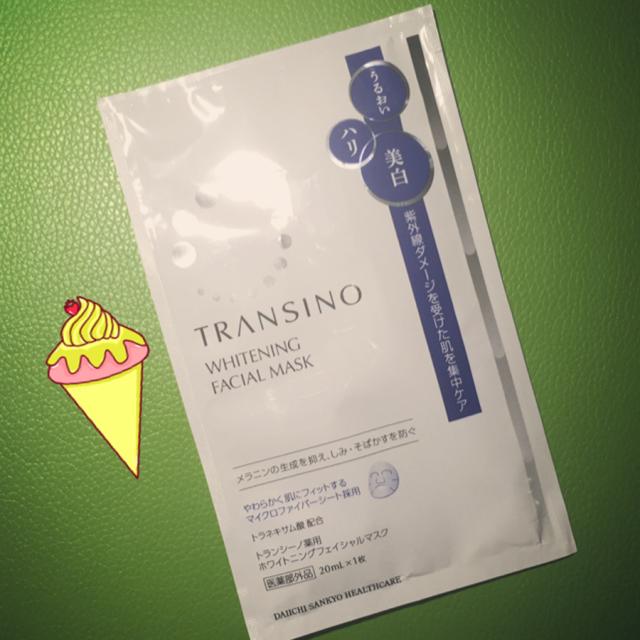 うるおい
ハリ
美白
紫外線ダメージを受けた肌を集中ケア
TRANSINO
WHITENING
FACIAL MASK
メラニンの生成を抑え、しみ・そばかすを防ぐ
やわらかく肌にフィットする
マイクロファイバーシート採用
トラネキサム酸 配合
トランシーノ薬用
ホワイトニングフェイシャルマスク
医薬部外品 20mL×1枚
DAIICHI SANKYO HEALTHCARE